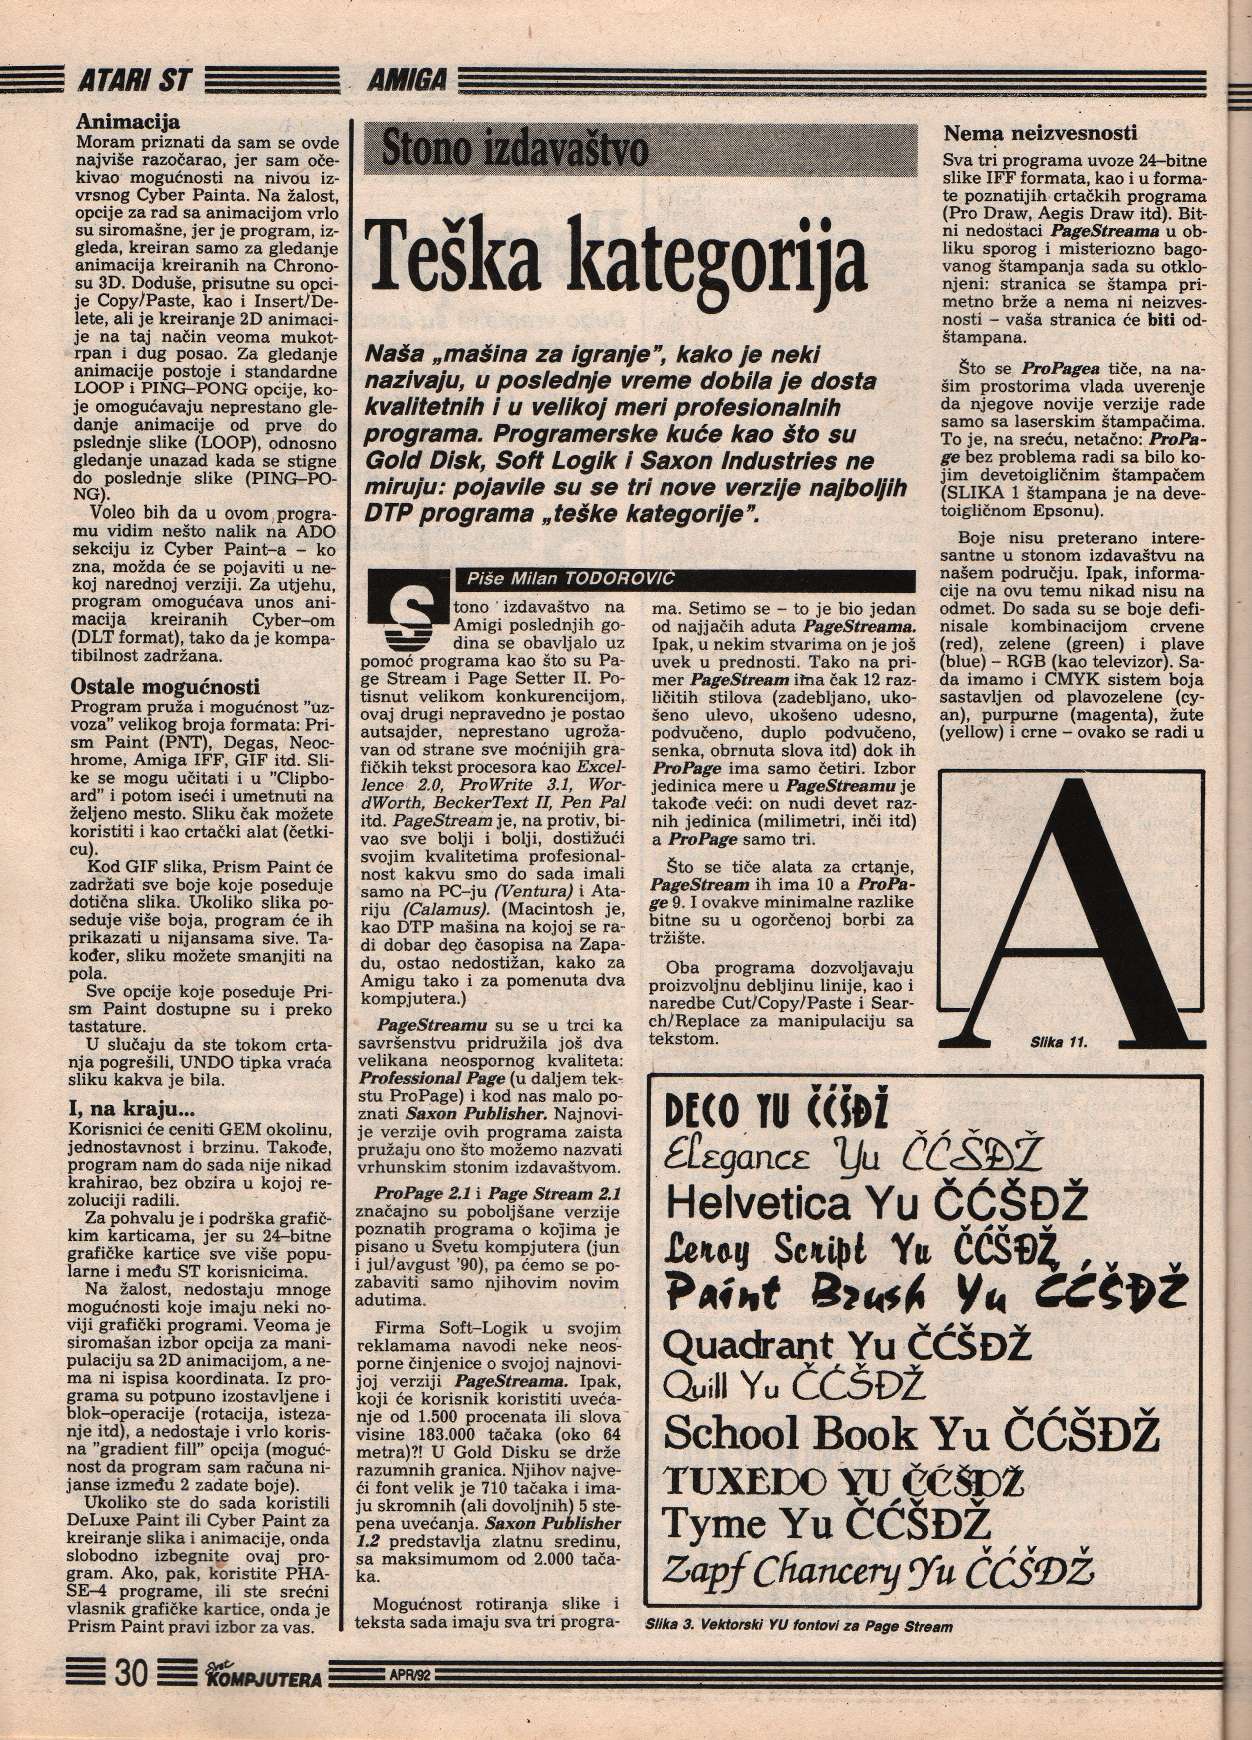 ATARI ST
AMIGA
Animacija
Moram priznati da sam se ovde
najviše razočarao, jer sam oče-
kivao mogućnosti na nivou iz-
vrsnog Cyber Painta. Na žalost,
opcije za rad sa animacijom vrlo
su siromašne, jer je program, iz-
gleda, kreiran samo za gledanje
animacija kreiranih na Chrono-
su 3D. Doduše, prisutne su opci-
je Copy/Paste, kao i Insert/De-
lete, ali je kreiranje 2D animaci-
je na taj način veoma mukot-
rpan i dug posao. Za gledanje
animacije postoje i standardne
LOOP i PING–PONG opcije, ko-
je omogućavaju neprestano gle-
danje animacije od prve do
pslednje slike (LOOP), odnosno
gledanje unazad kada se stigne
do poslednje slike (PING–PO-
NG).
Voleo bih da u ovom progra-
mu vidim nešto nalik na ADO
sekciju iz Cyber Paint-a – ko
zna, možda će se pojaviti u ne-
koj narednoj verziji. Za utjehu,
program omogućava unos ani-
macija kreiranih Cyber–om
(DLT format), tako da je kompa-
tibilnost zadržana.
Ostale mogućnosti
Program pruža i mogućnost "uz-
voza" velikog broja formata: Pri-
sm Paint (PNT), Degas, Neoc-
hrome, Amiga IFF, GIF itd. Sli-
ke se mogu učitati i u "Clipbo-
ard" i potom iseći i umetnuti na
željeno mesto. Sliku čak možete
koristiti i kao crtački alat (četki-
cu).
Kod GIF slika, Prism Paint će
zadržati sve boje koje poseduje
dotična slika. Ukoliko slika po-
seduje više boja, program će ih
prikazati u nijansama sive. Ta-
kođer, sliku možete smanjiti na
pola.
Sve opcije koje poseduje Pri-
sm Paint dostupne su i preko
tastature.
U slučaju da ste tokom crta-
nja pogrešili, UNDO tipka vraća
sliku kakva je bila.
I, na kraju...
Korisnici će ceniti GEM okolinu,
jednostavnost i brzinu. Takođe,
program nam do sada nije nikad
krahirao, bez obzira u kojoj re-
zoluciji radili.
Za pohvalu je i podrška grafič-
kim karticama, jer su 24–bitne
grafičke kartice sve više popu-
larne i među ST korisnicima.
Na žalost, nedostaju mnoge
mogućnosti koje imaju neki no-
viji grafički programi. Veoma je
siromašan izbor opcija za mani-
pulaciju sa 2D animacijom, a ne-
ma ni ispisa koordinata. Iz pro-
grama su potpuno izostavljene i
blok–operacije (rotacija, isteza-
nje itd), a nedostaje i vrlo koris-
na "gradient fill" opcija (moguć-
nost da program sam računa ni-
janse između 2 zadate boje).
Ukoliko ste do sada koristili
DeLuxe Paint ili Cyber Paint za
kreiranje slika i animacije, onda
slobodno izbegnite ovaj pro-
gram. Ako, pak, koristite PHA-
SE–4 programe, ili ste srećni
vlasnik grafičke kartice, onda je
Prism Paint pravi izbor za vas.
Stono izdavaštvo
Teška kategorija
Naša „mašina za igranje”, kako je neki
nazivaju, u poslednje vreme dobila je dosta
kvalitetnih i u velikoj meri profesionalnih
programa. Programerske kuće kao što su
Gold Disk, Soft Logik i Saxon Industries ne
miruju: pojavile su se tri nove verzije najboljih
DTP programa „teške kategorije”.
Piše Milan TODOROVIĆ
Stono izdavaštvo na
Amigi poslednjih go-
dina se obavljalo uz
pomoć programa kao što su Pa-
ge Stream i Page Setter II. Po-
tisnut velikom konkurencijom,
ovaj drugi nepravedno je postao
autsajder, neprestano ugroža-
van od strane sve moćnijih gra-
fičkih tekst procesora kao Excel-
lence 2.0, ProWrite 3.1, Wor-
dWorth, BeckerText II, Pen Pal
itd. PageStream je, na protiv, bi-
vao sve bolji i bolji, dostižući
svojim kvalitetima profesional-
nost kakvu smo do sada imali
samo na PC–ju (Ventura) i Ata-
riju (Calamus). (Macintosh je,
kao DTP mašina na kojoj se ra-
di dobar deo časopisa na Zapa-
du, ostao nedostižan, kako za
Amigu tako i za pomenuta dva
kompjutera.)
PageStreamu su se u trci ka
savršenstvu pridružila još dva
velikana neospornog kvaliteta:
Professional Page (u daljem tek-
stu ProPage) i kod nas malo po-
znati Saxon Publisher. Najnovi-
je verzije ovih programa zaista
pružaju ono što možemo nazvati
vrhunskim stonim izdavaštvom.
ProPage 2.1 i Page Stream 2.1
značajno su poboljšane verzije
poznatih programa o kojima je
pisano u Svetu kompjutera (jun
i jul/avgust '90), pa ćemo se po-
zabaviti samo njihovim novim
adutima.
Firma Soft–Logik u svojim
reklamama navodi neke neos-
porne činjenice o svojoj najnovi-
joj verziji PageStreama. Ipak,
koji će korisnik koristiti uveća-
nje od 1.500 procenata ili slova
visine 183.000 tačaka (oko 64
metra)?! U Gold Disku se drže
razumnih granica. Njihov najve-
ći font velik je 710 tačaka i ima-
ju skromnih (ali dovoljnih) 5 ste-
pena uvećanja. Saxon Publisher
1.2 predstavlja zlatnu sredinu,
sa maksimumom od 2.000 tača-
ka.
Mogućnost rotiranja slike i
teksta sada imaju sva tri progra-
ma. Setimo se – to je bio jedan
od najjačih aduta PageStreama.
Ipak, u nekim stvarima on je još
uvek u prednosti. Tako na pri-
mer PageStream ima čak 12 raz-
ličitih stilova (zadebljano, uko-
šeno ulevo, ukošeno udesno,
podvučeno, duplo podvučeno,
senka, obrnuta slova itd) dok ih
ProPage ima samo četiri. Izbor
jedinica mere u PageStreamu je
takođe veći: on nudi devet raz-
nih jedinica (milimetri, inči itd)
a ProPage samo tri.
Što se tiče alata za crtanje,
PageStream ih ima 10 a ProPa-
ge 9. I ovakve minimalne razlike
bitne su u ogorčenoj borbi za
tržište.
Oba programa dozvoljavaju
proizvoljnu debljinu linije, kao i
naredbe Cut/Copy/Paste i Sear-
ch/Replace za manipulaciju sa
tekstom.
Nema neizvesnosti
Sva tri programa uvoze 24–bitne
slike IFF formata, kao i u forma-
te poznatijih crtačkih programa
(Pro Draw, Aegis Draw itd). Bit-
ni nedostaci PageStreama u ob-
liku sporog i misteriozno bago-
vanog štampanja sada su otklo-
njeni: stranica se štampa pri-
metno brže a nema ni neizves-
nosti – vaša stranica će biti od-
štampana.
Što se ProPagea tiče, na na-
šim prostorima vlada uverenje
da njegove novije verzije rade
samo sa laserskim štampačima.
To je, na sreću, netačno: ProPa-
ge bez problema radi sa bilo ko-
jim devetoigličnim štampačem
(SLIKA 1 štampana je na deve-
toigličnom Epsonu).
Boje nisu preterano intere-
santne u stonom izdavaštvu na
našem području. Ipak, informa-
cije na ovu temu nikad nisu na
odmet. Do sada su se boje defi-
nisale kombinacijom crvene
(red), zelene (green) i plave
(blue) – RGB (kao televizor). Sa-
da imamo i CMYK sistem boja
sastavljen od plavozelene (cy-
an), purpurne (magenta), žute
(yellow) i crne – ovako se radi u
A
Slika 11.
DECO YU ČĆŠĐŽ
Elegance Yu ČĆŠĐŽ
Helvetica Yu ČĆŠĐŽ
Leroy Script Yu ČĆŠĐŽ
Paint Brush Yu ČĆŠĐŽ
Quadrant Yu ČĆŠĐŽ
Quill Yu ČĆŠĐŽ
School Book Yu ČĆŠĐŽ
TUXEDO YU ČĆŠĐŽ
Tyme Yu ČĆŠĐŽ
Zapf Chancery Yu ČĆŠĐŽ
Slika 3. Vektorski YU fontovi za Page Stream
30 Svet KOMPJUTERA APR/92